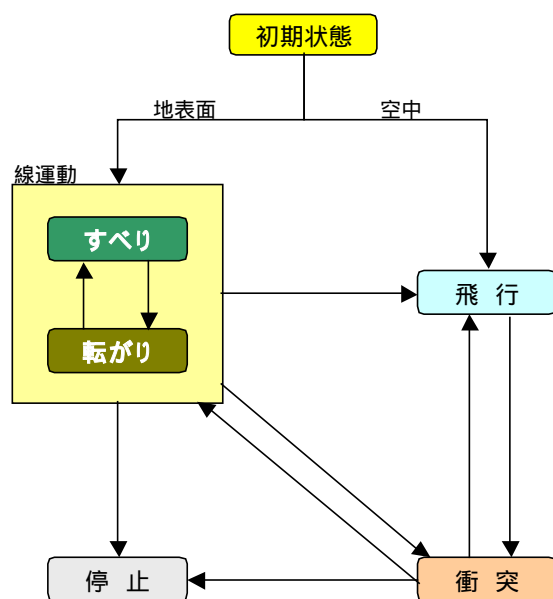 初期状態
地表面
空中
線運動
すべり
飛 行
転がり
停 止
衝 突